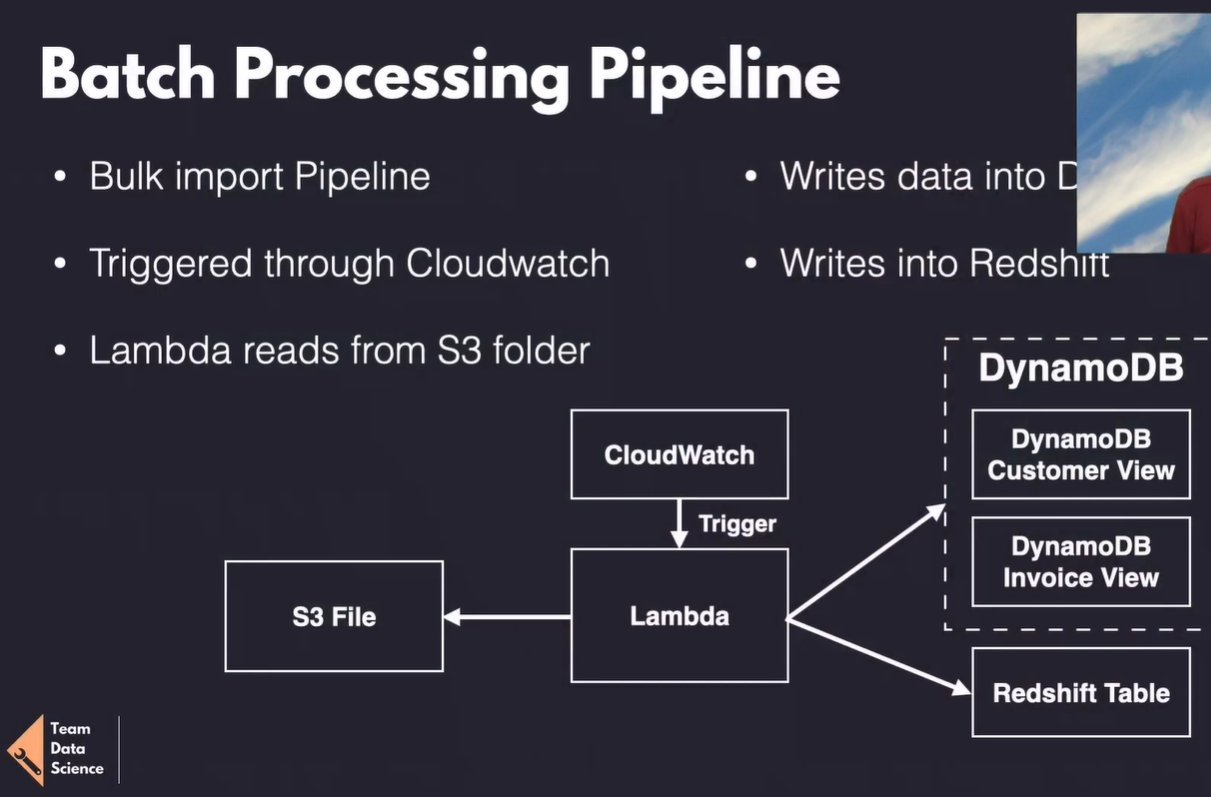 Batch Processing Pipeline
• Bulk import Pipeline
• Triggered through Cloudwatch
• Lambda reads from S3 folder
• Writes data into
• Writes into Redshift
DynamoDB
DynamoDB
Customer View
DynamoDB
Invoice View
CloudWatch
Trigger
S3 File
Lambda
Redshift Table
Team
Data
Science